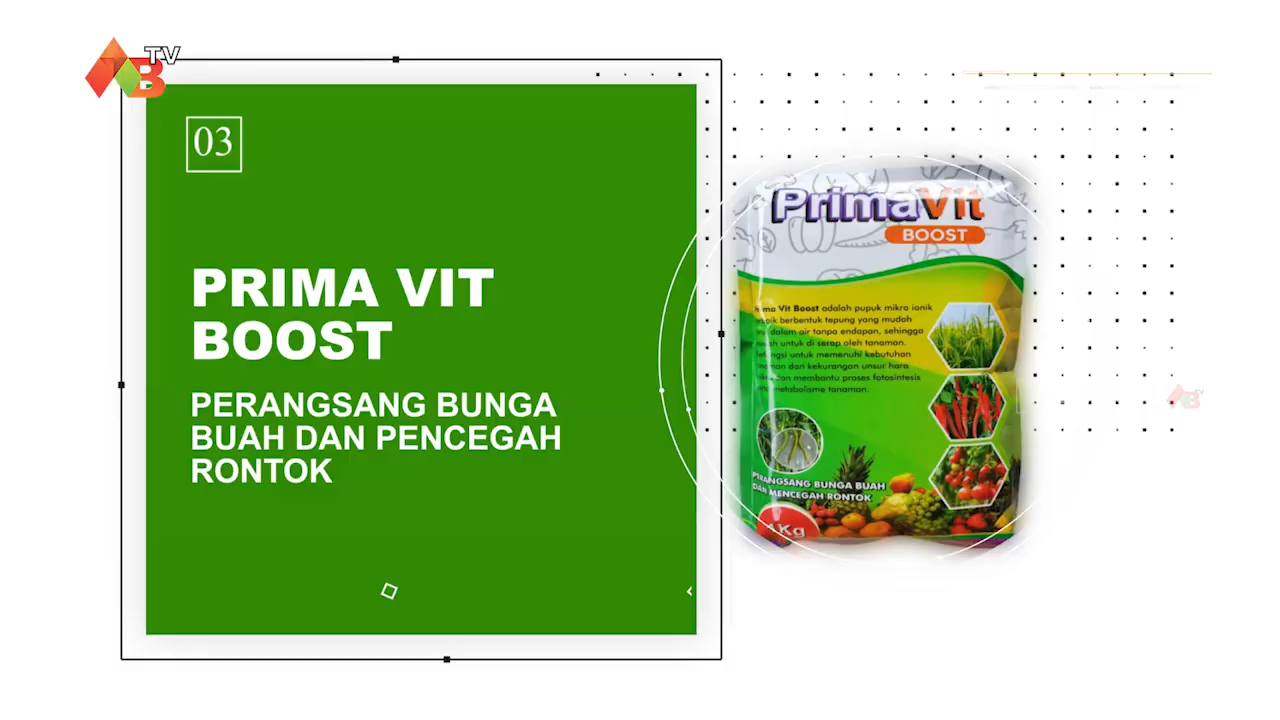 TV
B
03
PRIMA VIT
BOOST
PERANGSANG BUNGA
BUAH DAN PENCEGAH
RONTOK
PrimaVit
BOOST
Vit Boost adalah pupuk mikro ionik
berbentuk tepung yang mudah
dalam air tanpa endapan, sehingga
untuk di serap oleh tanaman.
untuk memenuhi kebutuhan
dari kekurangan unsur hara
dan membantu proses fotosintesis
metabolisme tanaman.
PERANGSANG BUNGA BUAH
DAN MENCEGAH RONTOK
1Kg